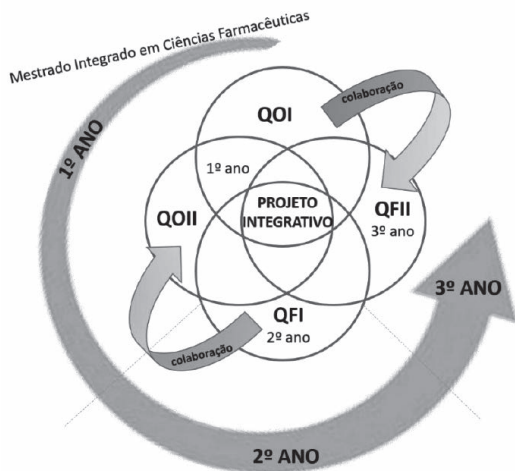 Mestrado Integrado em Ciências Farmacêuticas
1º ANO
QOI
colaboração
1º ano
QOII
PROJETO
INTEGRATIVO
QFII
3º ano
QFI
2º ano
colaboração
3º ANO
2º ANO